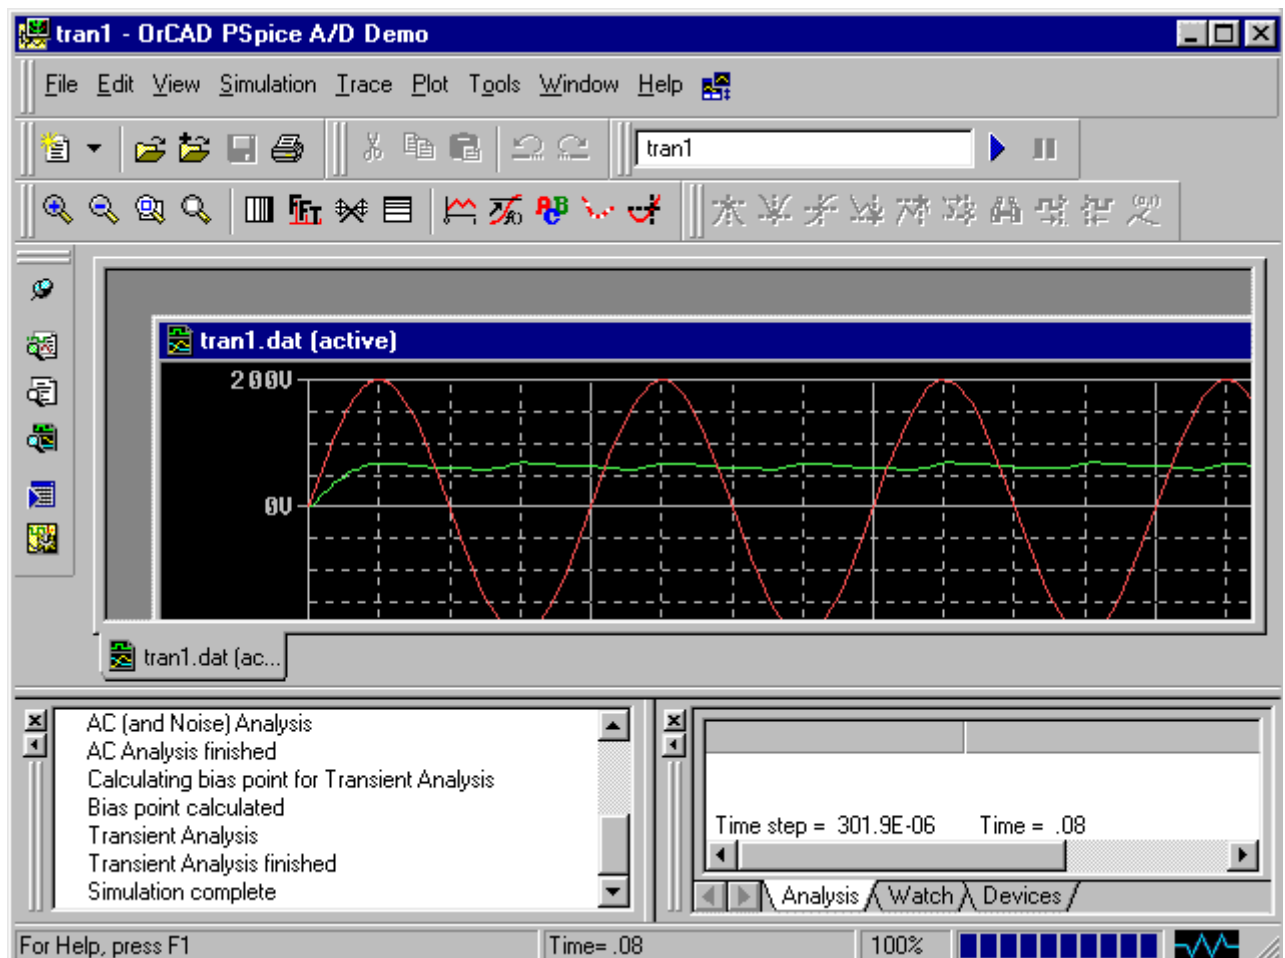 tran1 - OrCAD PSpice A/D Demo
File Edit View Simulation Trace Plot Tools Window Help
tran1
FFT ABC
tran1.dat (active)
200V
0V
tran1.dat (ac...
AC (and Noise) Analysis
AC Analysis finished
Calculating bias point for Transient Analysis
Bias point calculated
Transient Analysis
Transient Analysis finished
Simulation complete
Time step = 301.9E-06 Time = .08
Analysis Watch Devices
For Help, press F1 Time= .08 100%